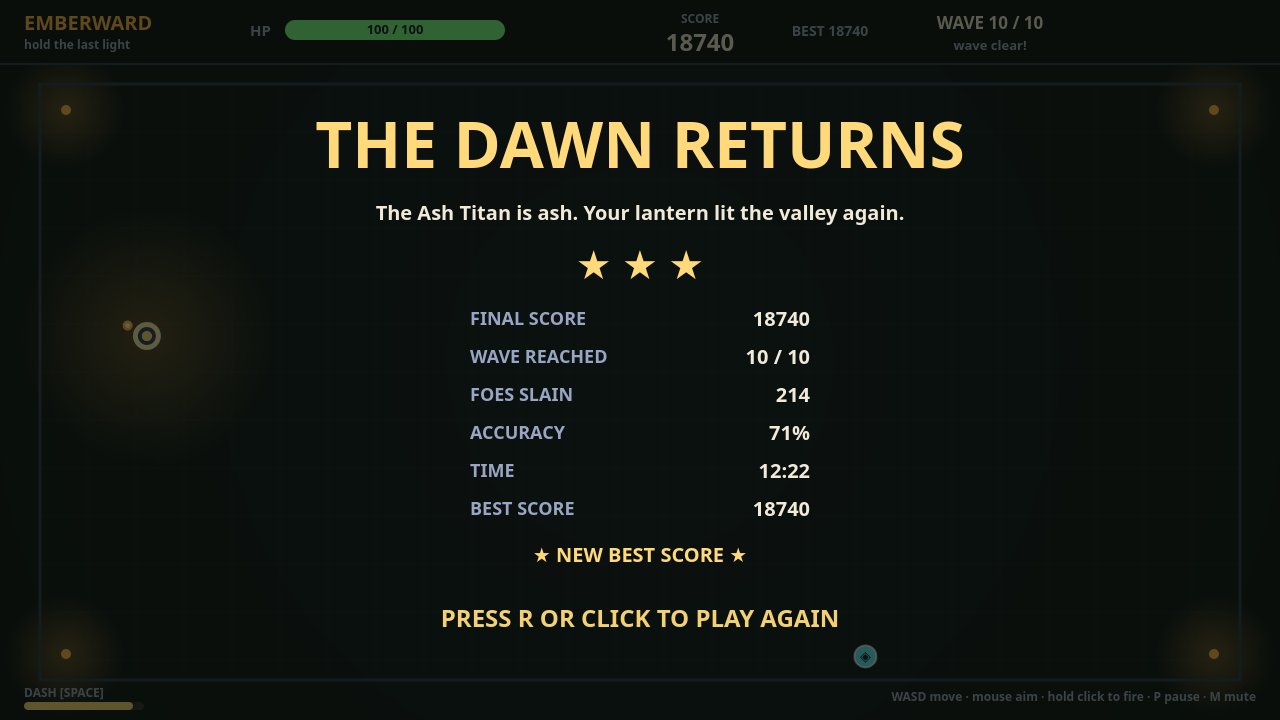 EMBERWARD
hold the last light
HP
100 / 100
SCORE
18740
BEST 18740
WAVE 10 / 10
wave clear!
THE DAWN RETURNS
The Ash Titan is ash. Your lantern lit the valley again.
★ ★ ★
FINAL SCORE 18740
WAVE REACHED 10 / 10
FOES SLAIN 214
ACCURACY 71%
TIME 12:22
BEST SCORE 18740
★ NEW BEST SCORE ★
PRESS R OR CLICK TO PLAY AGAIN
DASH [SPACE]
WASD move · mouse aim · hold click to fire · P pause · M mute